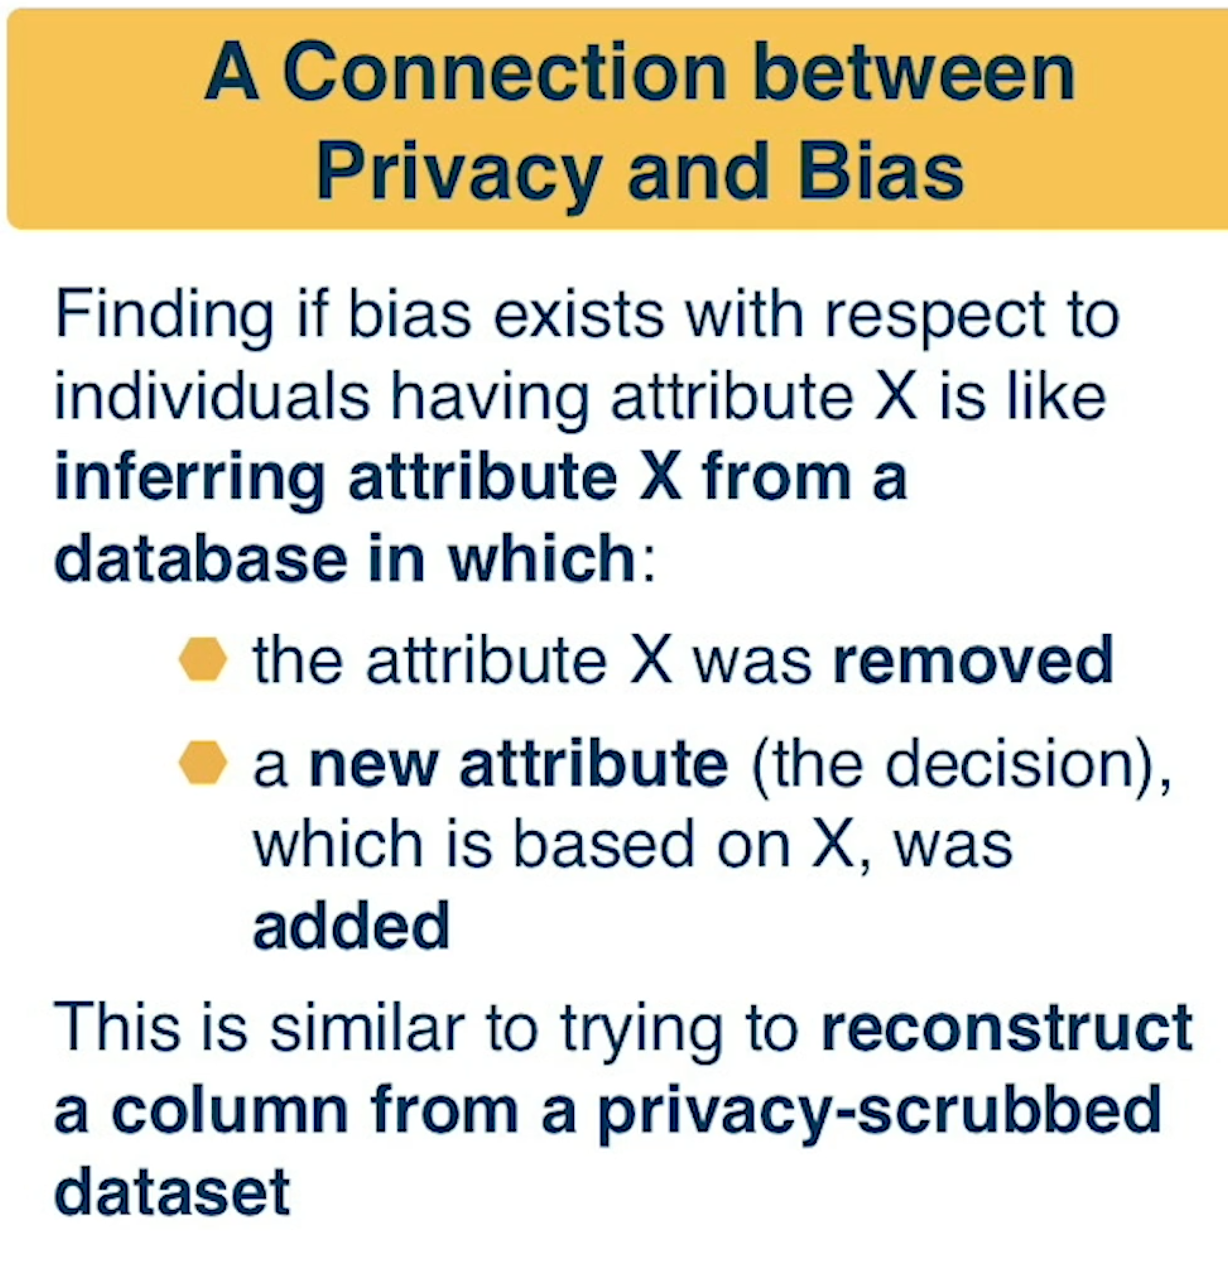 A Connection between
Privacy and Bias
Finding if bias exists with respect to
individuals having attribute X is like
inferring attribute X from a
database in which:
the attribute X was removed
a new attribute (the decision),
which is based on X, was
added
This is similar to trying to reconstruct
a column from a privacy-scrubbed
dataset